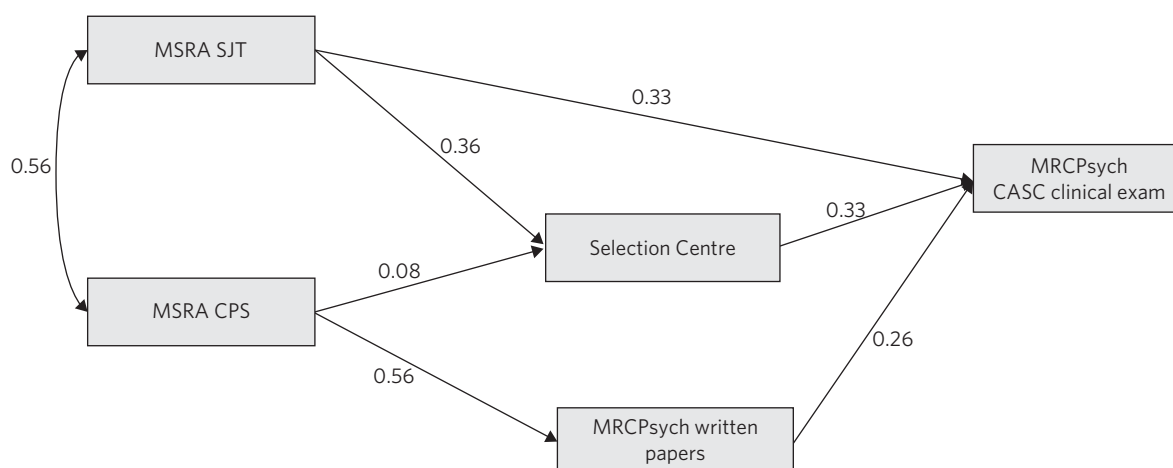 MSRA SJT
0.33
0.36
0.56
MRCPsych
CASC clinical exam
0.33
Selection Centre
0.08
MSRA CPS
0.26
0.56
MRCPsych written
papers